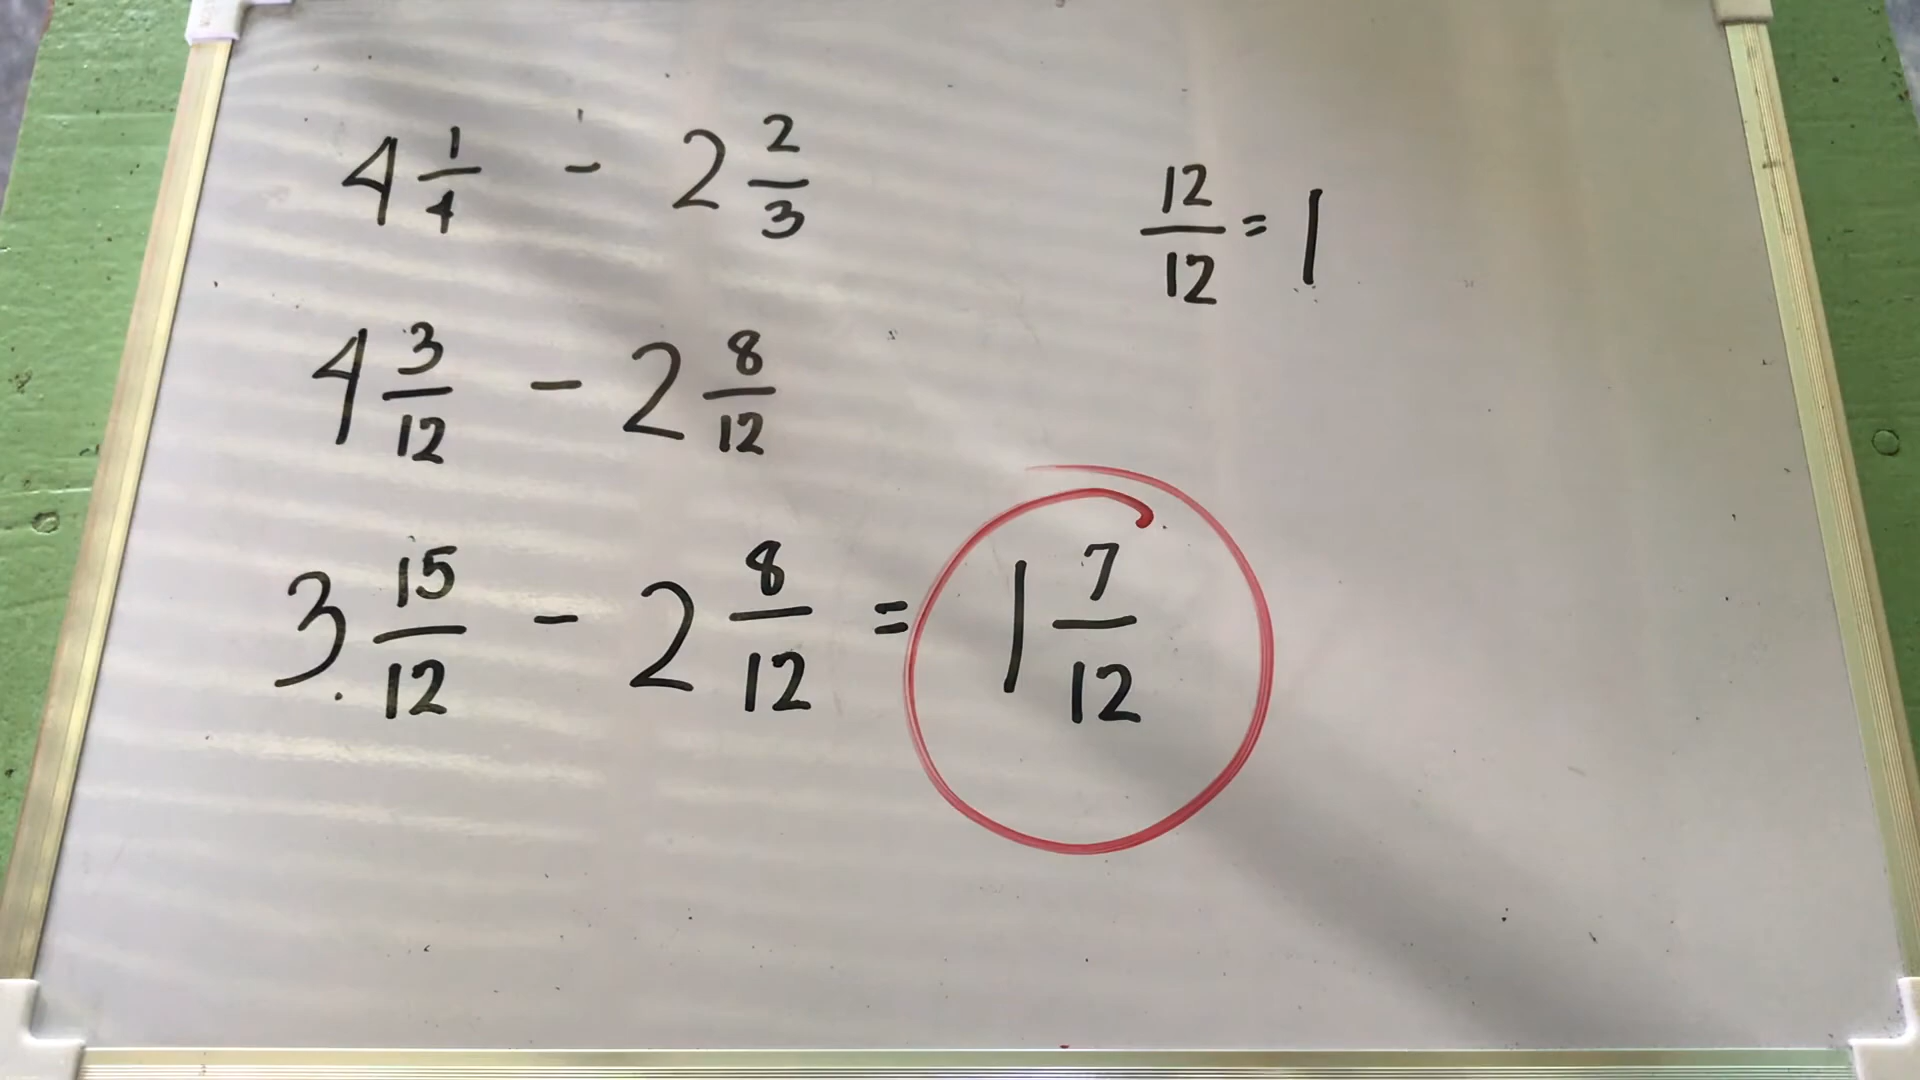 4 1/4 - 2 2/3
12/12 = 1
4 3/12 - 2 8/12
3 15/12 - 2 8/12 = 1 7/12